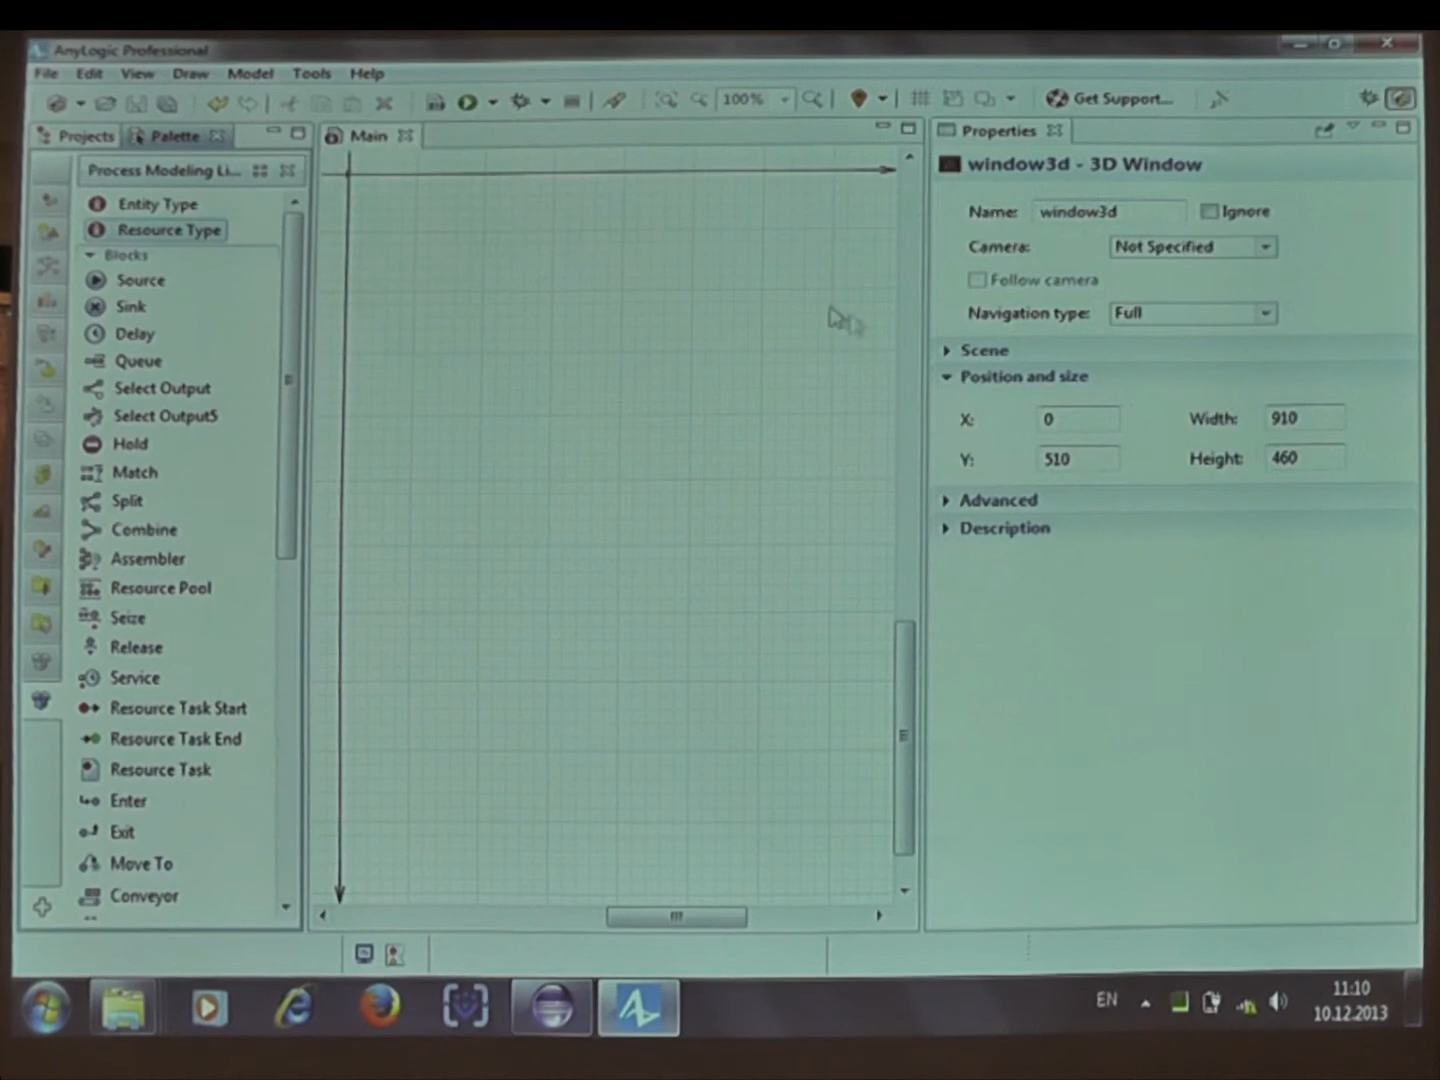 AnyLogic Professional
File Edit View Draw Model Tools Help
100% Get Support...
Projects Palette Main Properties
Process Modeling Li...
Entity Type
Resource Type
Blocks
Source
Sink
Delay
Queue
Select Output
Select Output5
Hold
Match
Split
Combine
Assembler
Resource Pool
Seize
Release
Service
Resource Task Start
Resource Task End
Resource Task
Enter
Exit
Move To
Conveyor
window3d - 3D Window
Name: window3d Ignore
Camera: Not Specified
Follow camera
Navigation type: Full
Scene
Position and size
X: 0 Width: 910
Y: 510 Height: 460
Advanced
Description
EN 11:10
10.12.2013